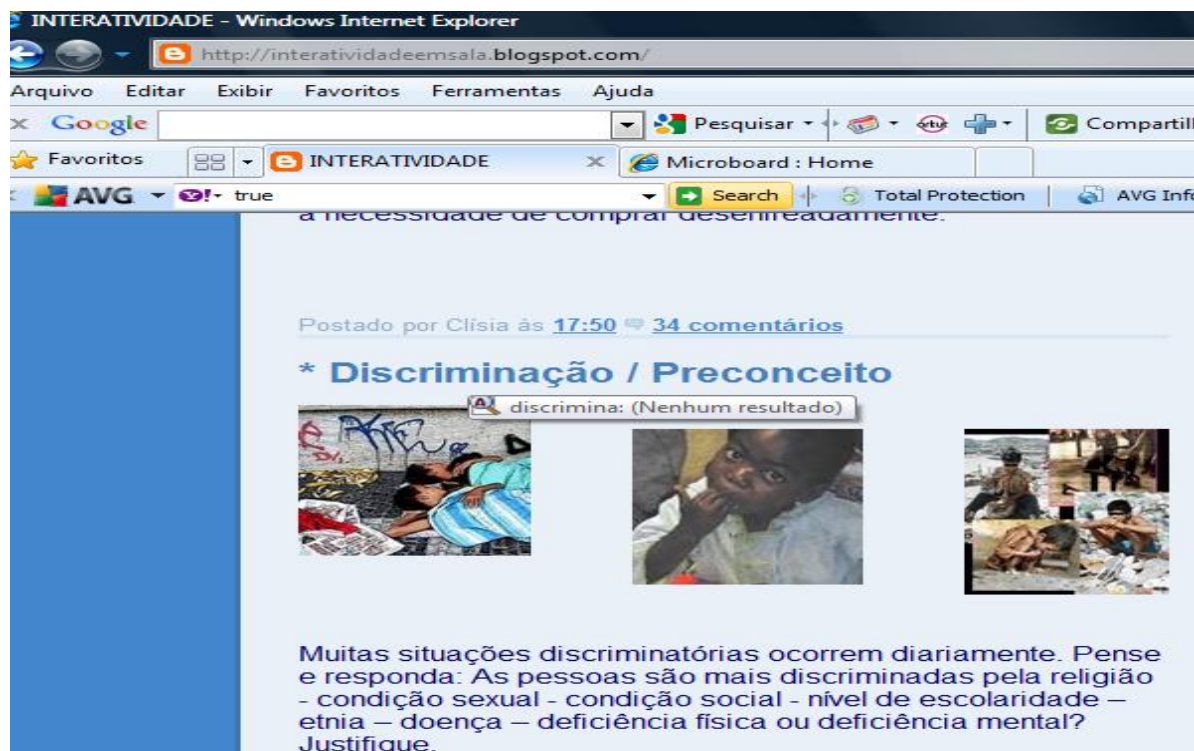 INTERATIVIDADE - Windows Internet Explorer
http://interatividadeemsala.blogspot.com/
Arquivo Editar Exibir Favoritos Ferramentas Ajuda
x Google Pesquisar Compartill
Favoritos INTERATIVIDADE x Microboard : Home
AVG Y!- true Search Total Protection AVG Info
a necessidade de comprar desenfreadamente.
Postado por Clísia às 17:50 34 comentários
* Discriminação / Preconceito
discrimina: (Nenhum resultado)
Muitas situações discriminatórias ocorrem diariamente. Pense
e responda: As pessoas são mais discriminadas pela religião
- condição sexual - condição social - nível de escolaridade –
etnia – doença – deficiência física ou deficiência mental?
Justifique.